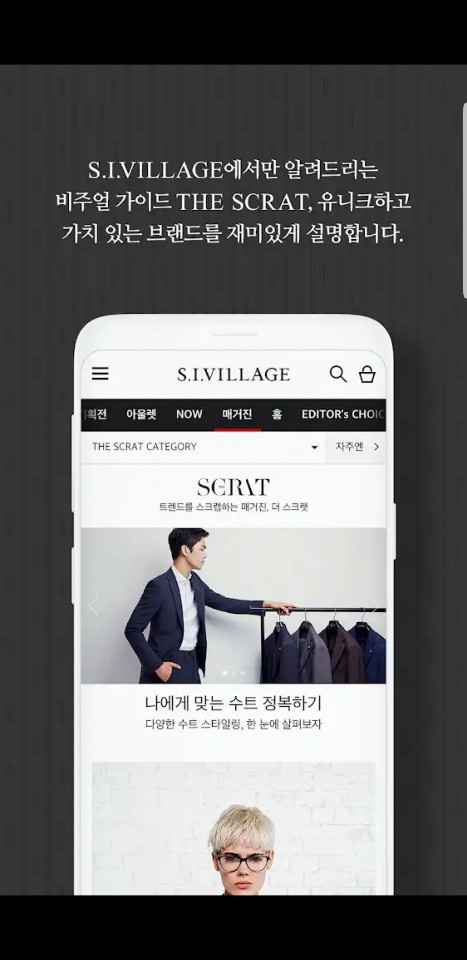 S.I.VILLAGE에서만 알려드리는
비주얼 가이드 THE SCRAT, 유니크하고
가치 있는 브랜드를 재미있게 설명합니다.
S.I.VILLAGE
획전 아울렛 NOW 매거진 홈 EDITOR's CHOIC
THE SCRAT CATEGORY 자주엔
SCRAT
트렌드를 스크랩하는 매거진, 더 스크랫
나에게 맞는 수트 정복하기
다양한 수트 스타일링, 한 눈에 살펴보자